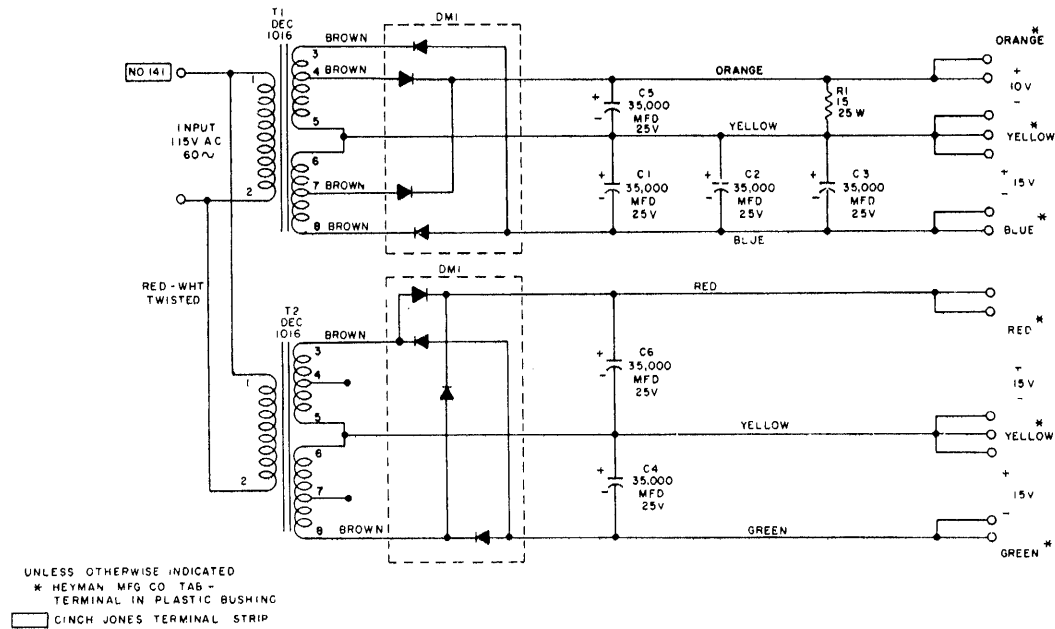 T1
DEC
1016
BROWN
3
4
BROWN
5
6
7
BROWN
8
BROWN
1
2
NO 141
INPUT
115V AC
60~
DM1
ORANGE
+
C5
35,000
MFD
25V
-
R1
15
25W
YELLOW
+
C1
35,000
MFD
25V
-
+
C2
35,000
MFD
25V
-
+
C3
35,000
MFD
25V
-
BLUE
ORANGE*
+
10V
-
YELLOW*
+
15V
-
BLUE*
RED-WHT
TWISTED
T2
DEC
1016
BROWN
3
4
5
6
7
8
BROWN
1
2
DM1
RED
+
C6
35,000
MFD
25V
-
YELLOW
+
C4
35,000
MFD
25V
-
GREEN
RED*
+
15V
-
YELLOW*
+
15V
-
GREEN*
UNLESS OTHERWISE INDICATED
* HEYMAN MFG CO TAB-
TERMINAL IN PLASTIC BUSHING
CINCH JONES TERMINAL STRIP